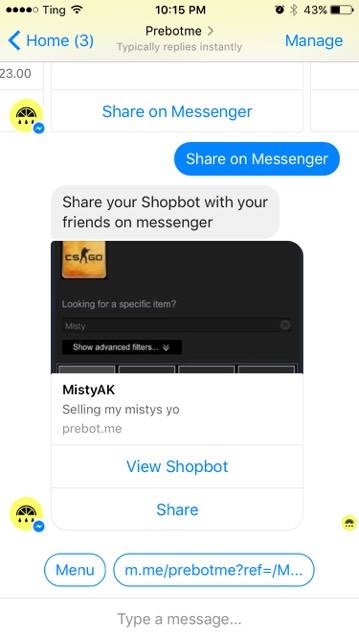 Ting 10:15 PM 43%
Home (3) Prebotme Manage
Typically replies instantly
23.00
Share on Messenger
Share on Messenger
Share your Shopbot with your
friends on messenger
CS GO
Looking for a specific item?
Misty
Show advanced filters...
MistyAK
Selling my mistys yo
prebot.me
View Shopbot
Share
Menu m.me/prebotme?ref=/M...
Type a message...